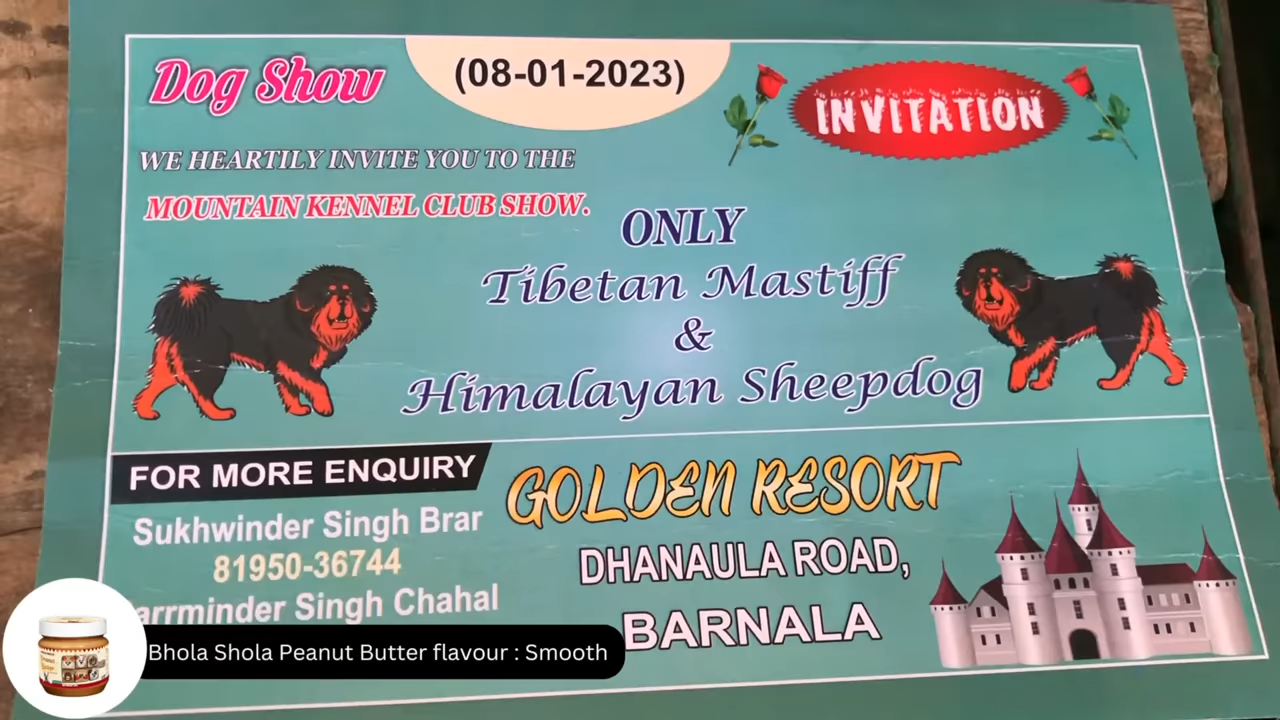 Dog Show
(08-01-2023)
INVITATION
WE HEARTILY INVITE YOU TO THE
MOUNTAIN KENNEL CLUB SHOW.
ONLY
Tibetan Mastiff
&
Himalayan Sheepdog
FOR MORE ENQUIRY
Sukhwinder Singh Brar
81950-36744
Singh Chahal
GOLDEN RESORT
DHANAULA ROAD,
BARNALA
Bhola Shola Peanut Butter flavour : Smooth